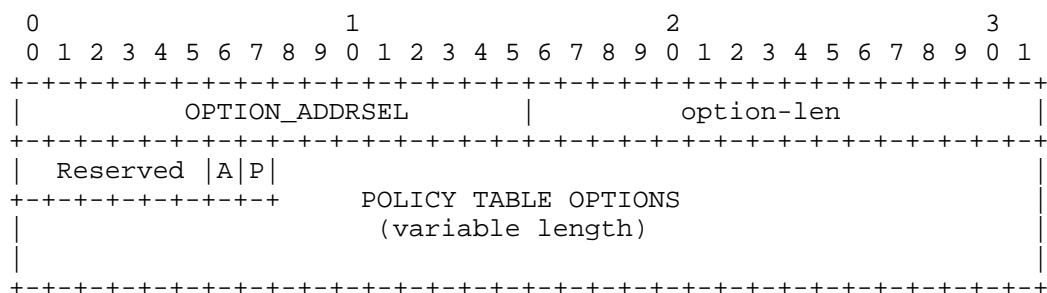 0                   1                   2                   3
 0 1 2 3 4 5 6 7 8 9 0 1 2 3 4 5 6 7 8 9 0 1 2 3 4 5 6 7 8 9 0 1
+-+-+-+-+-+-+-+-+-+-+-+-+-+-+-+-+-+-+-+-+-+-+-+-+-+-+-+-+-+-+-+-+
|          OPTION_ADDRSEL       |         option-len            |
+-+-+-+-+-+-+-+-+-+-+-+-+-+-+-+-+-+-+-+-+-+-+-+-+-+-+-+-+-+-+-+-+
|  Reserved |A|P|                                               |
+-+-+-+-+-+-+-+-+     POLICY TABLE OPTIONS                      |
|                      (variable length)                        |
|                                                               |
+-+-+-+-+-+-+-+-+-+-+-+-+-+-+-+-+-+-+-+-+-+-+-+-+-+-+-+-+-+-+-+-+